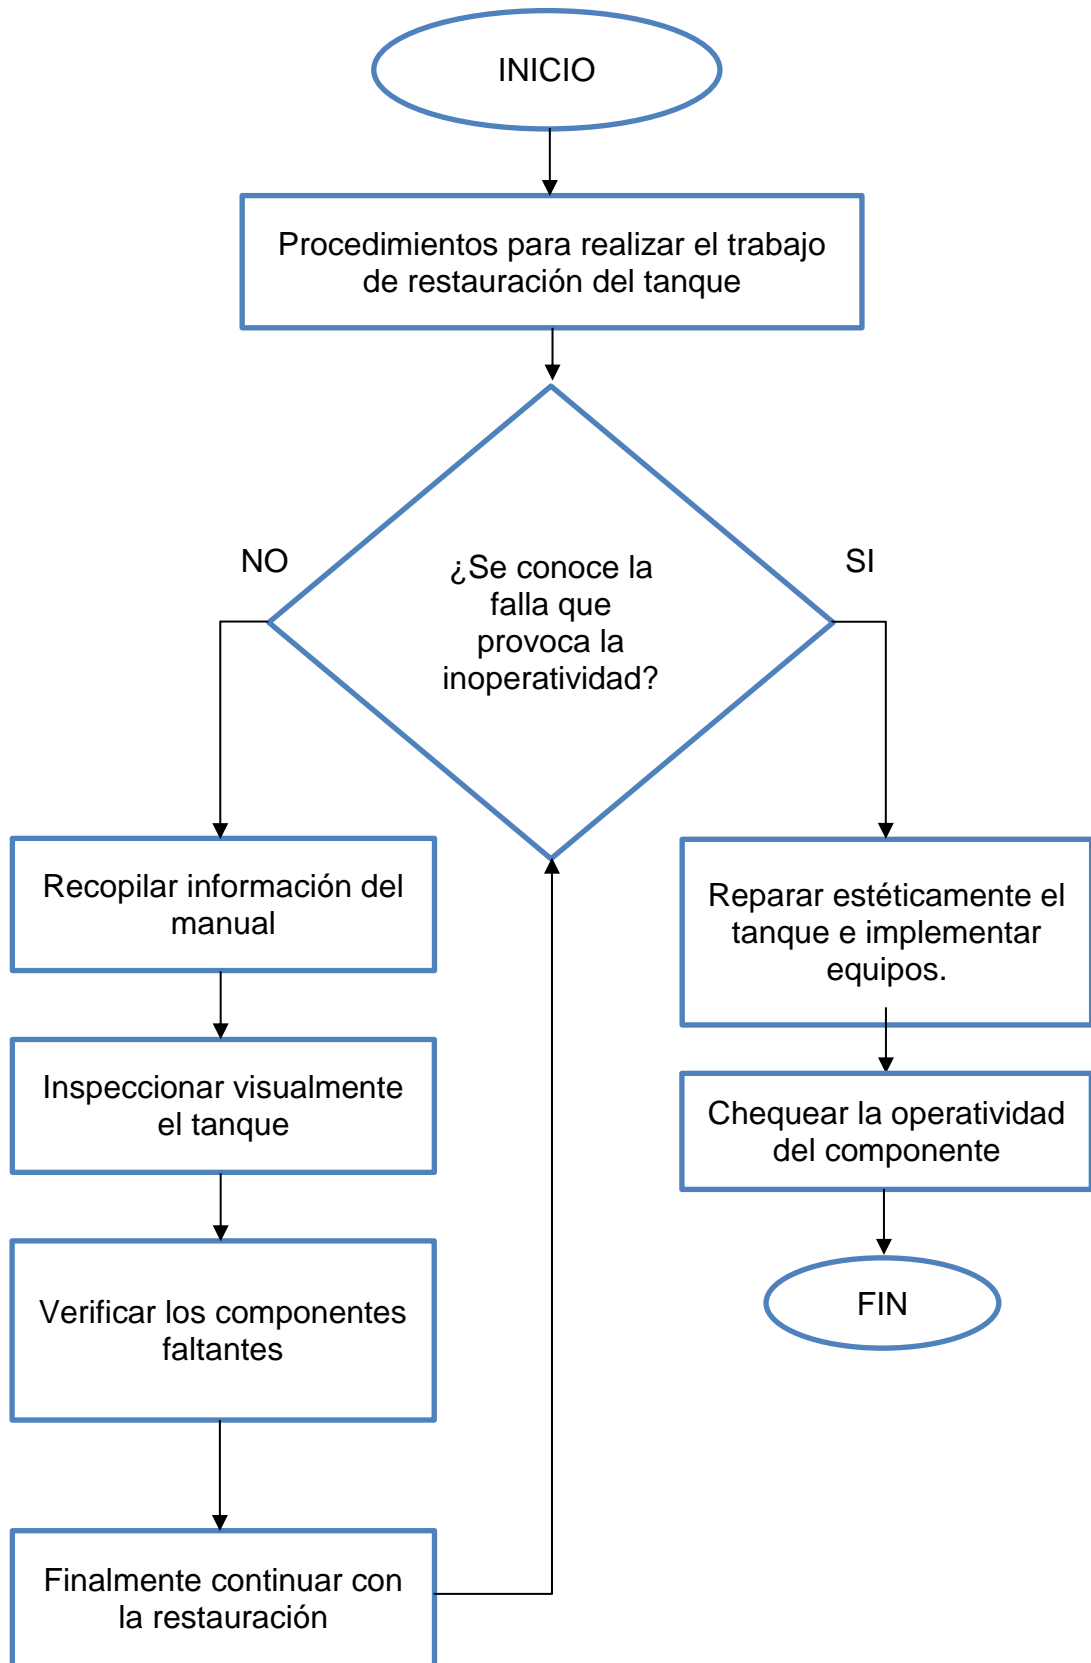 INICIO
Procedimientos para realizar el trabajo
de restauración del tanque
NO
SI
¿Se conoce la
falla que
provoca la
inoperatividad?
Recopilar información del
manual
Inspeccionar visualmente
el tanque
Verificar los componentes
faltantes
Finalmente continuar con
la restauración
Reparar estéticamente el
tanque e implementar
equipos.
Chequear la operatividad
del componente
FIN